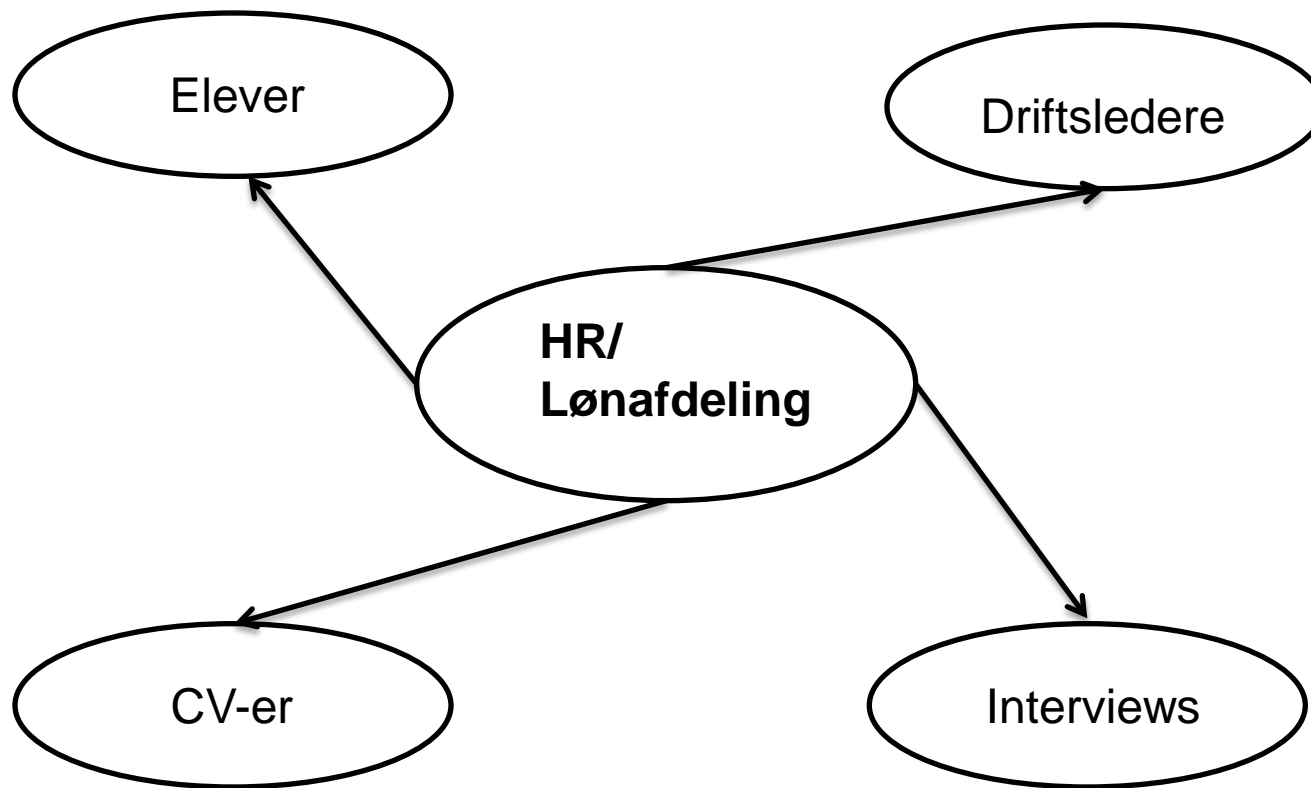 Elever
Driftsledere
HR/
Lønafdeling
CV-er
Interviews